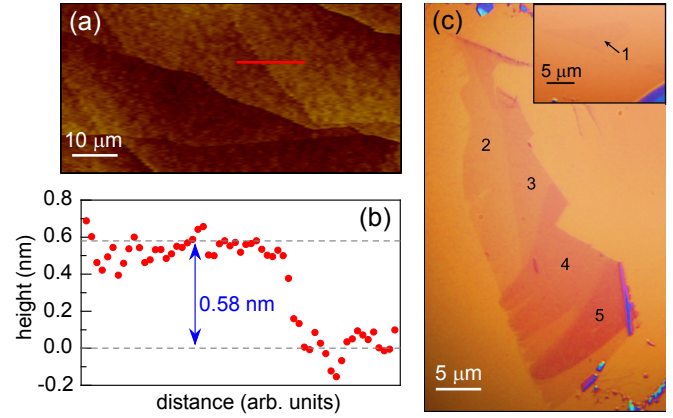 (a)
10 μm
(b)
0.8
0.6
0.4
0.2
0.0
-0.2
height (nm)
0.58 nm
distance (arb. units)
(c)
1
5 μm
2
3
4
5
5 μm